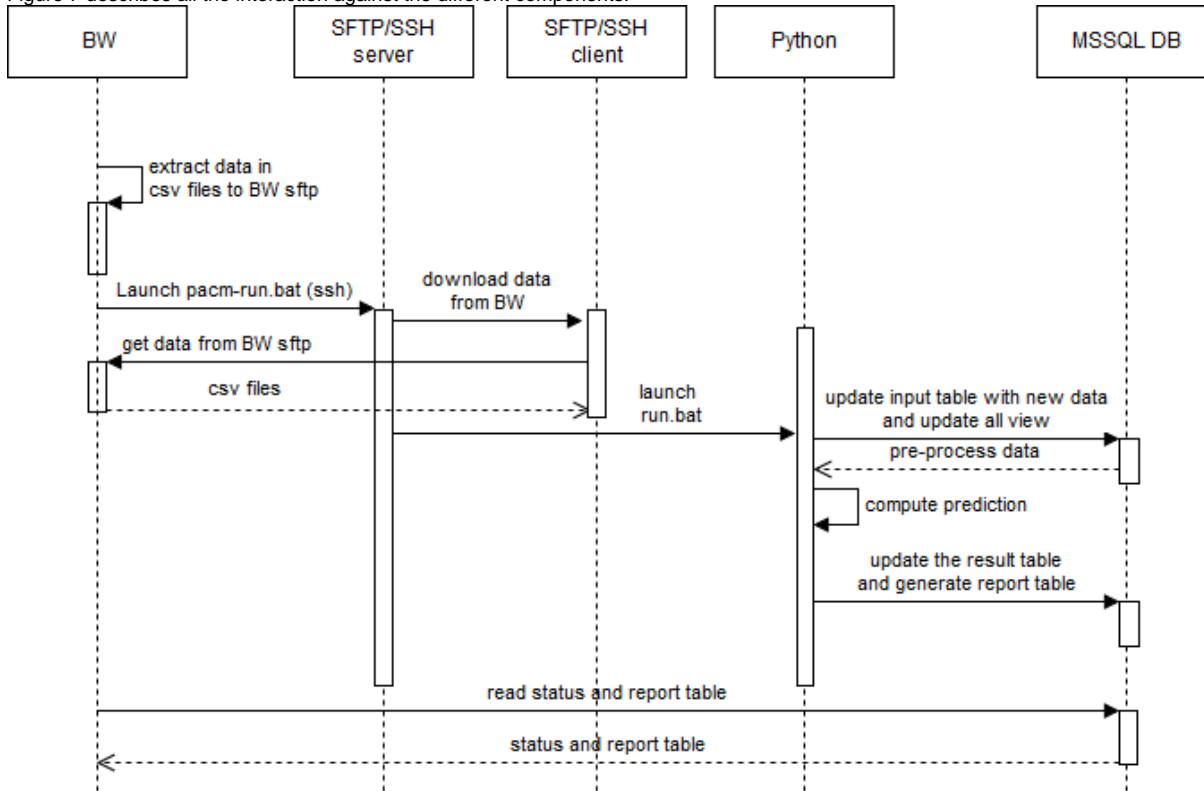 Figure 1 describes all the interaction against the different components.
BW
SFTP/SSH
server
SFTP/SSH
client
Python
MSSQL DB
extract data in
csv files to BW sftp
Launch pacm-run.bat (ssh)
download data
from BW
get data from BW sftp
csv files
launch
run.bat
update input table with new data
and update all view
pre-process data
compute prediction
update the result table
and generate report table
read status and report table
status and report table